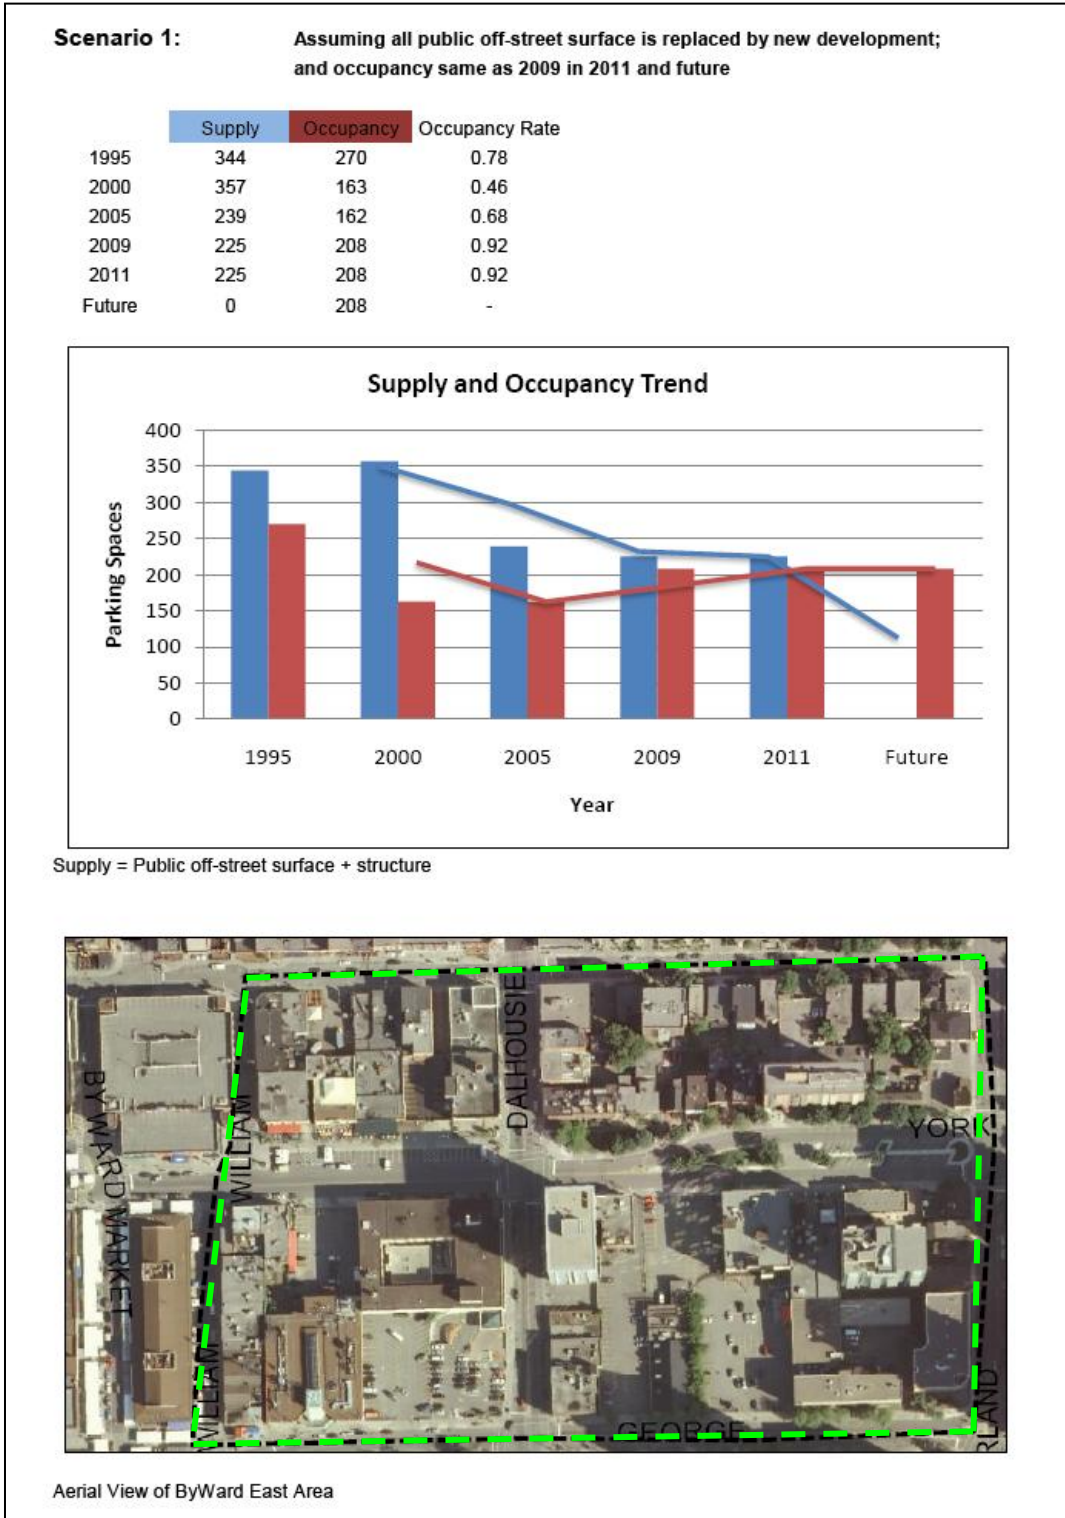 Scenario 1:
Assuming all public off-street surface is replaced by new development;
and occupancy same as 2009 in 2011 and future
Supply Occupancy Occupancy Rate
1995 344 270 0.78
2000 357 163 0.46
2005 239 162 0.68
2009 225 208 0.92
2011 225 208 0.92
Future 0 208 -
Supply and Occupancy Trend
400
350
300
250
200
150
100
50
0
Parking Spaces
1995 2000 2005 2009 2011 Future
Year
Supply = Public off-street surface + structure
BYWARD MARKET
WILLIAM
WILLIAM
DALHOUSIE
YORK
GEORGE
RLAND
Aerial View of ByWard East Area